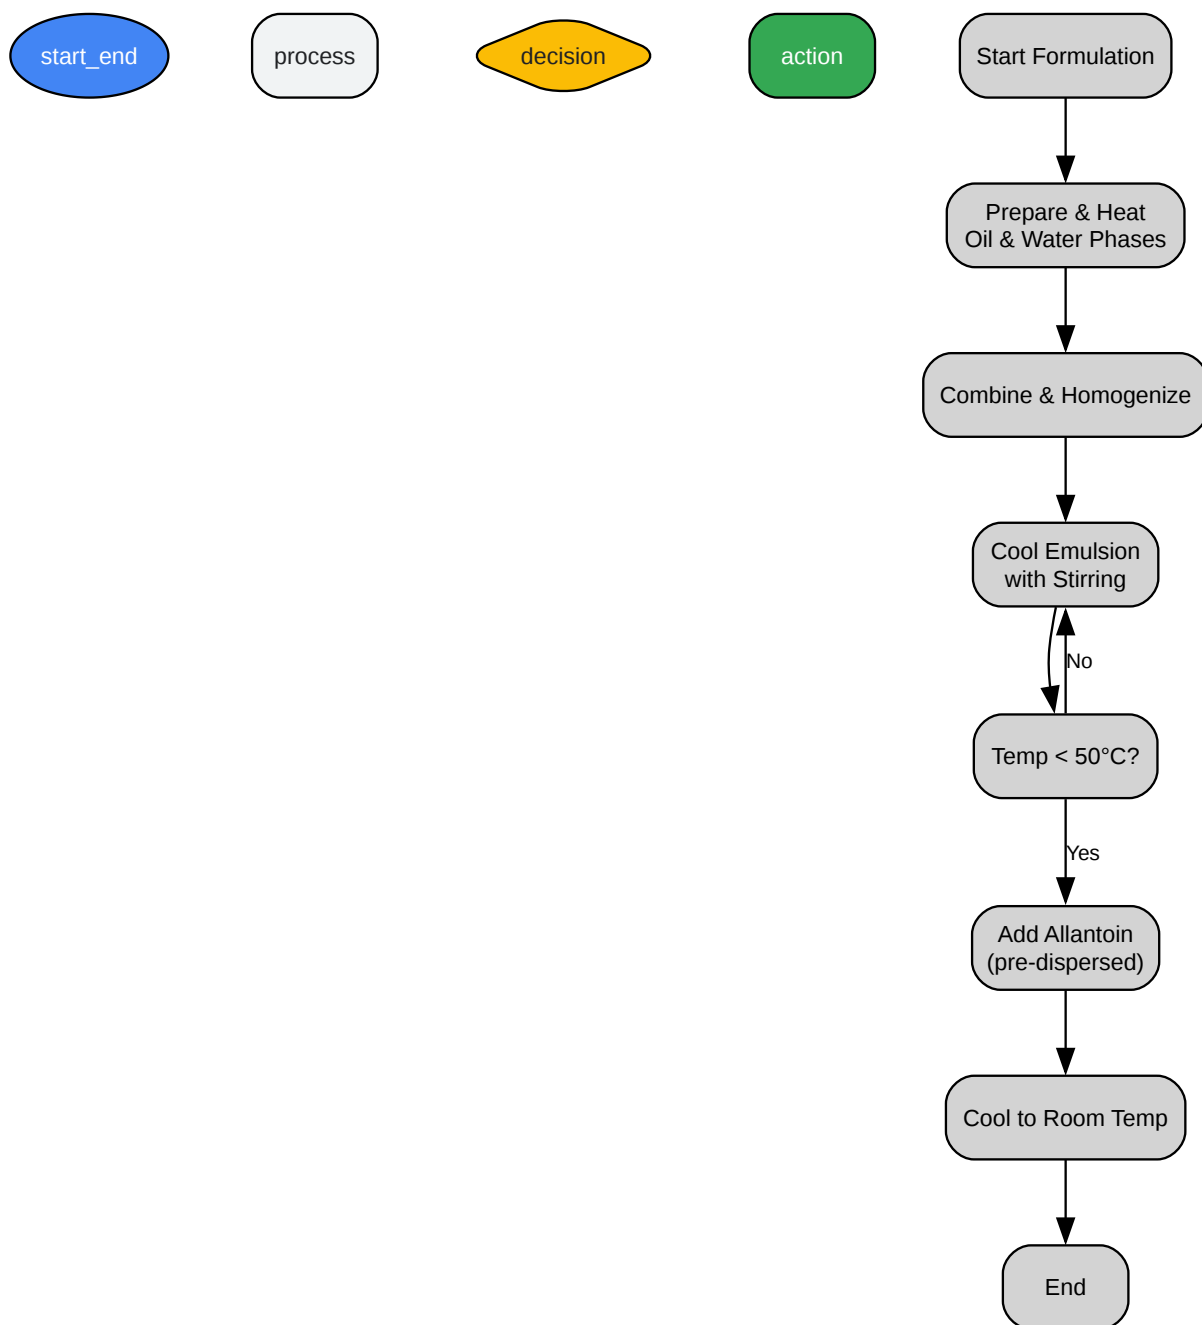 start_end
process
decision
action
Start Formulation
Prepare & Heat
Oil & Water Phases
Combine & Homogenize
Cool Emulsion
with Stirring
No
Temp < 50°C?
Yes
Add Allantoin
(pre-dispersed)
Cool to Room Temp
End